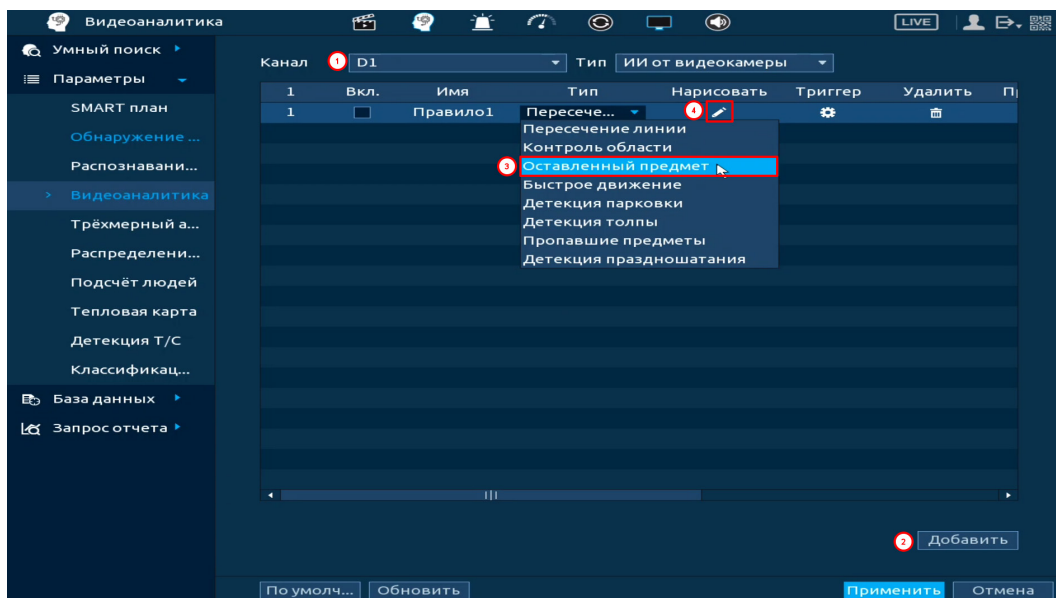 Видеоаналитика LIVE
Умный поиск
Параметры
SMART план
Обнаружение ...
Распознавани...
Видеоаналитика
Трёхмерный а...
Распределени...
Подсчёт людей
Тепловая карта
Детекция Т/С
Классификац...
База данных
Запрос отчета
Канал 1 D1 Тип ИИ от видеокамеры
1 Вкл. Имя Тип Нарисовать Триггер Удалить
1 Правило1 Пересече... 4
Пересечение линии
Контроль области
3 Оставленный предмет
Быстрое движение
Детекция парковки
Детекция толпы
Пропавшие предметы
Детекция праздношатания
2 Добавить
По умолч... Обновить Применить Отмена